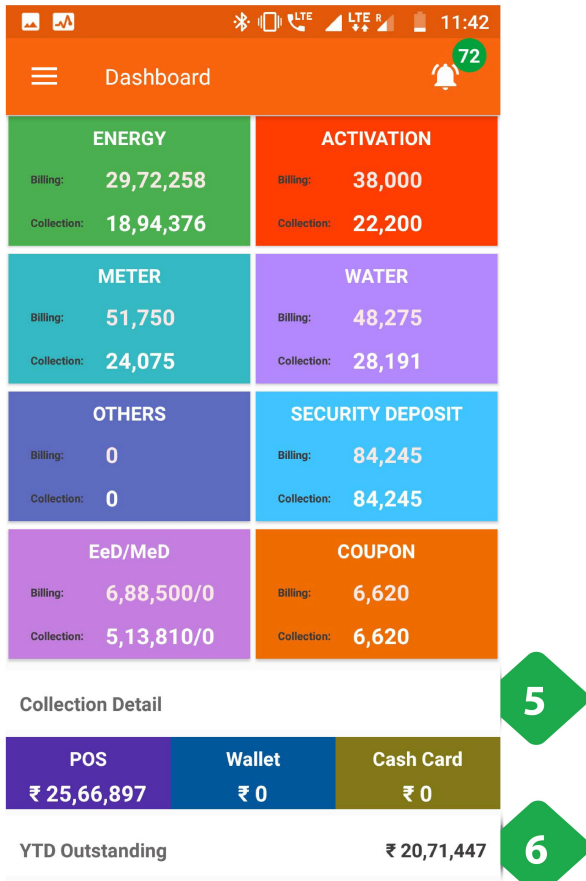 LTE LTE R 11:42
Dashboard 72
ENERGY ACTIVATION
Billing: 29,72,258 Billing: 38,000
Collection: 18,94,376 Collection: 22,200
METER WATER
Billing: 51,750 Billing: 48,275
Collection: 24,075 Collection: 28,191
OTHERS SECURITY DEPOSIT
Billing: 0 Billing: 84,245
Collection: 0 Collection: 84,245
EeD/MeD COUPON
Billing: 6,88,500/0 Billing: 6,620
Collection: 5,13,810/0 Collection: 6,620
Collection Detail 5
POS Wallet Cash Card
₹ 25,66,897 ₹ 0 ₹ 0
YTD Outstanding ₹ 20,71,447 6